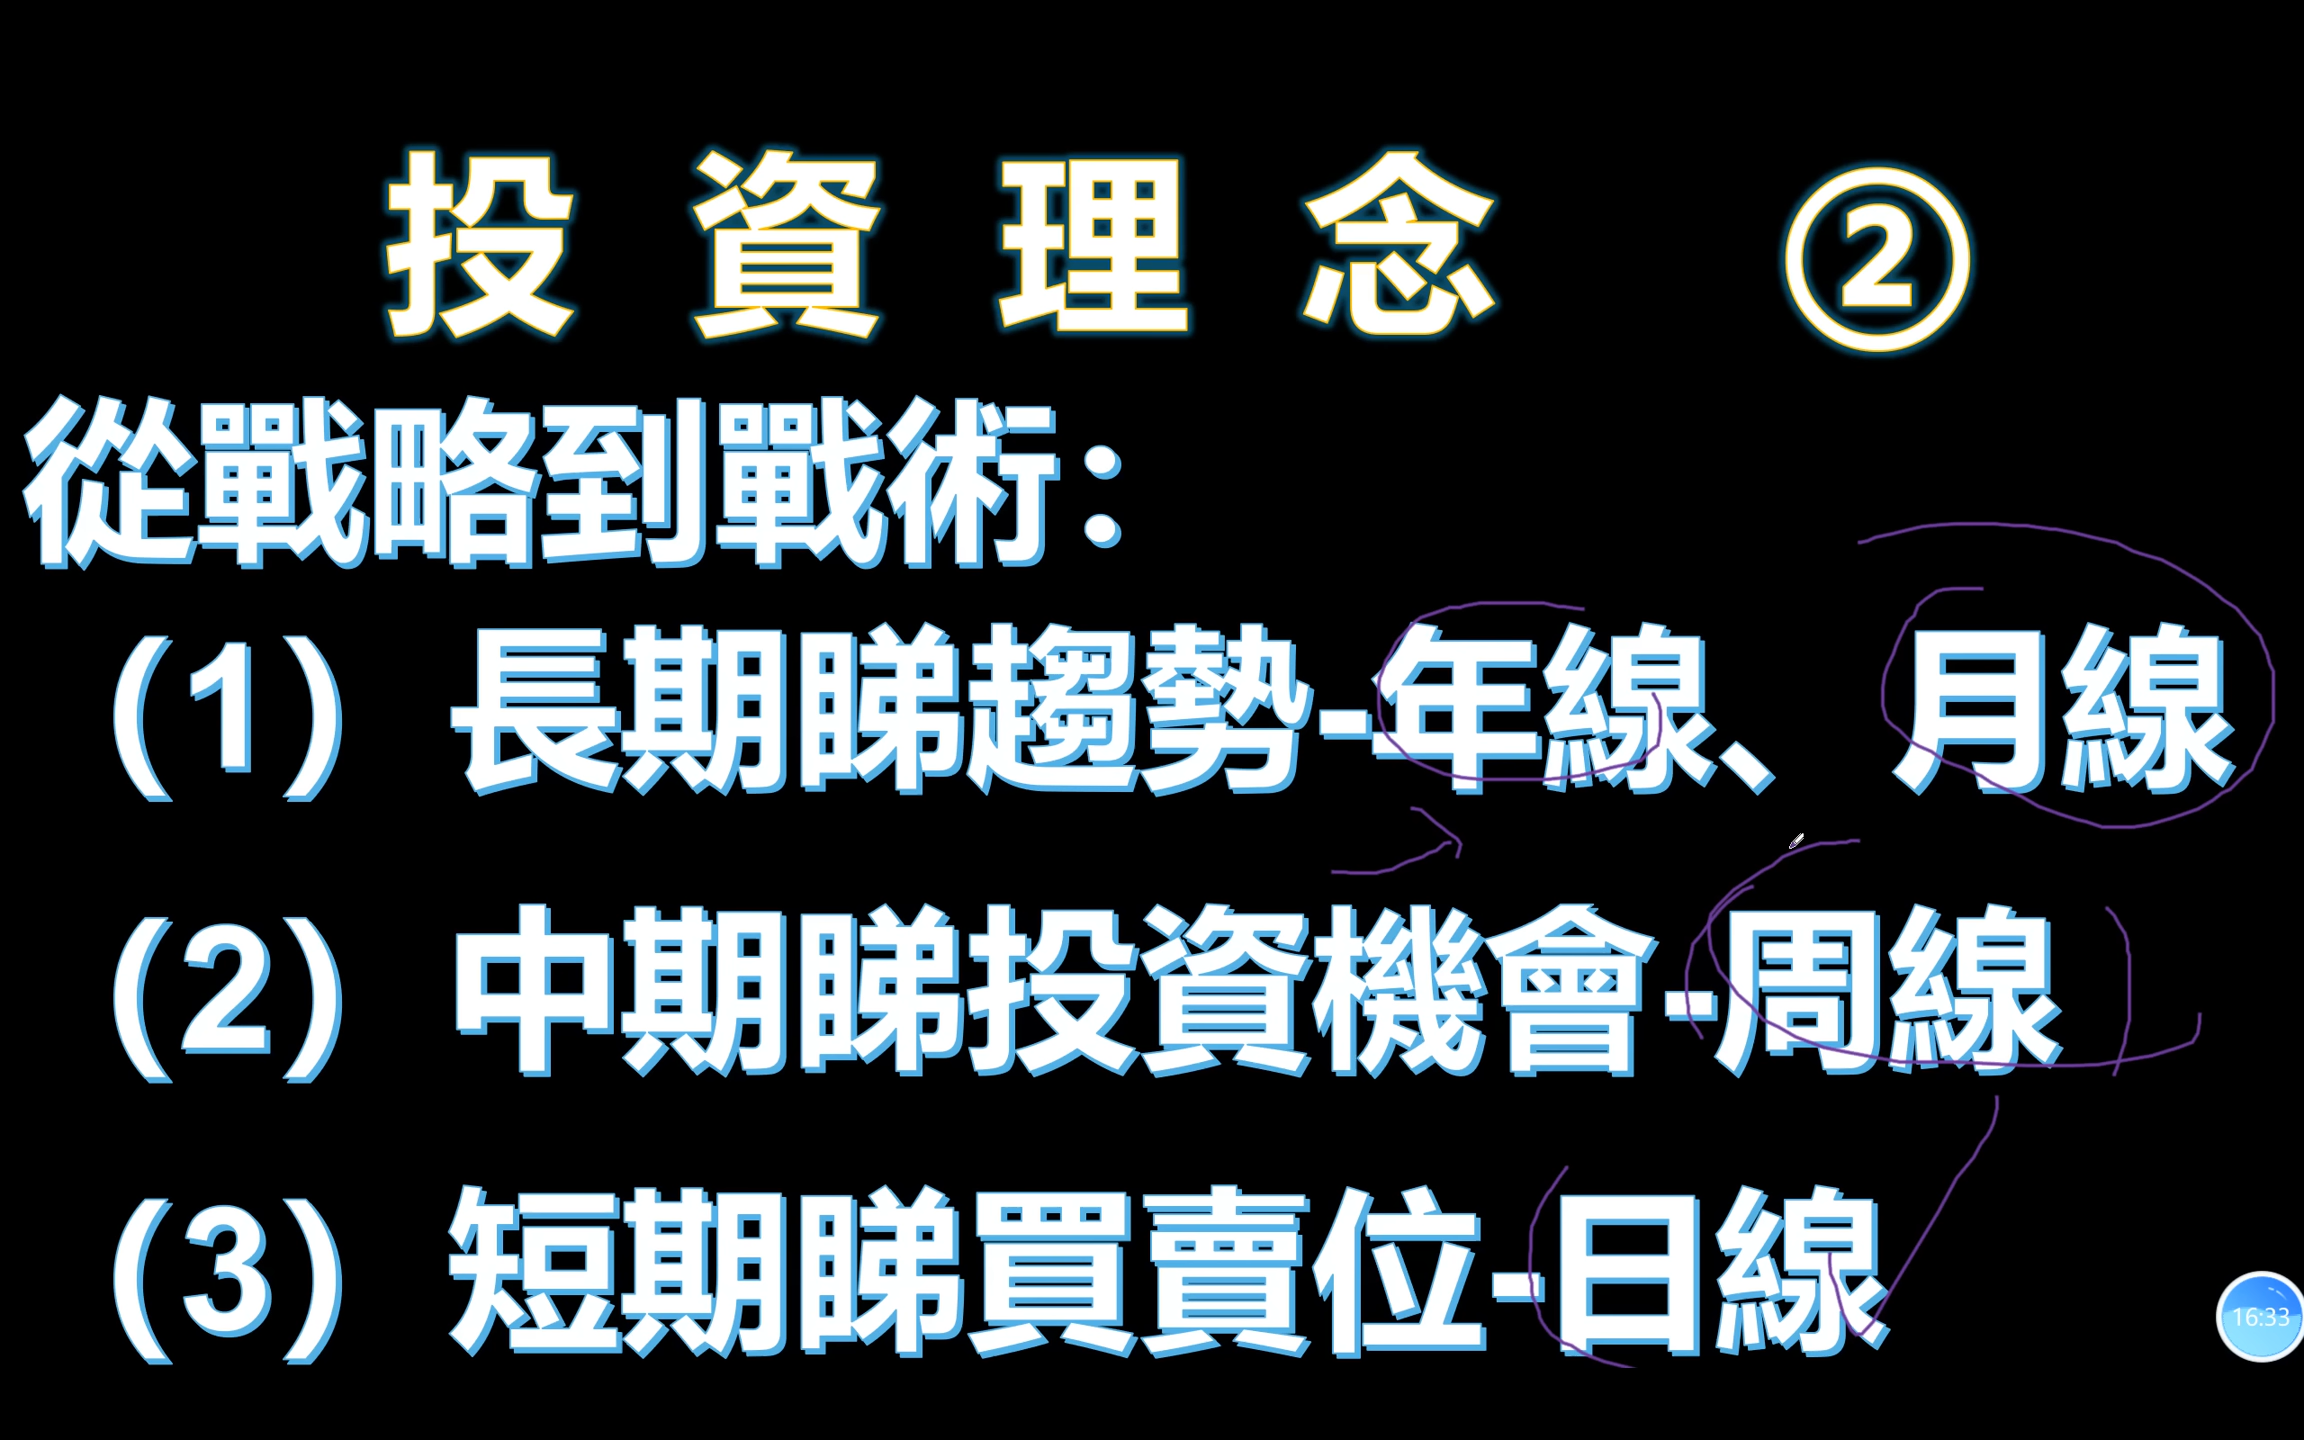 投資理念 ②
從戰略到戰術：
(1) 長期睇趨勢-年線、月線
(2) 中期睇投資機會-周線
(3) 短期睇買賣位-日線
16:33